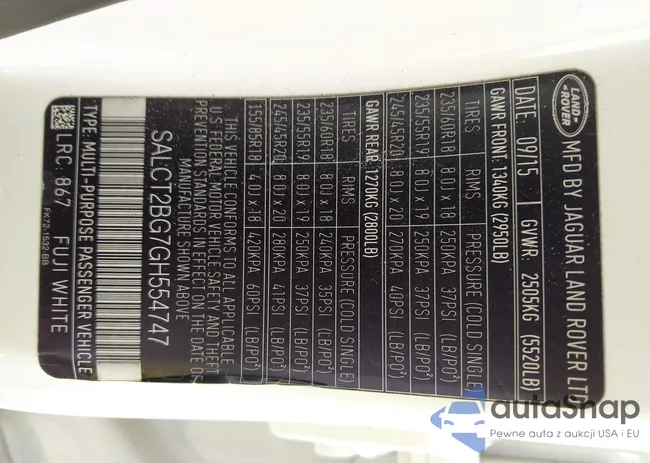 LAND-
-ROVER
MFD BY JAGUAR LAND ROVER LTD
DATE: 09/15 GVWR: 2505KG (5520LB)
GAWR FRONT: 1340KG (2950LB)
TIRES RIMS PRESSURE (COLD SINGLE)
235/60R18 8.0J x 18 250KPA 37PSI (LB/PO²)
235/55R19 8.0J x 19 250KPA 37PSI (LB/PO²)
245/45R20 8.0J x 20 270KPA 40PSI (LB/PO²)
GAWR REAR: 1270KG (2800LB)
TIRES RIMS PRESSURE (COLD SINGLE)
235/60R18 8.0J x 18 240KPA 35PSI (LB/PO²)
235/55R19 8.0J x 19 250KPA 37PSI (LB/PO²)
245/45R20 8.0J x 20 280KPA 41PSI (LB/PO²)
155/85R18 4.0J x 18 420KPA 60PSI (LB/PO²)
THIS VEHICLE CONFORMS TO ALL APPLICABLE
U.S FEDERAL MOTOR VEHICLE SAFETY AND THEFT
PREVENTION STANDARDS IN EFFECT ON THE DATE OF
MANUFACTURE SHOWN ABOVE
SALCT2BG7GH554747
TYPE: MULTI-PURPOSE PASSENGER VEHICLE
LRC: 867 FUJI WHITE
FK72-1532-BB
autaSnap
Pewne auta z aukcji USA i EU